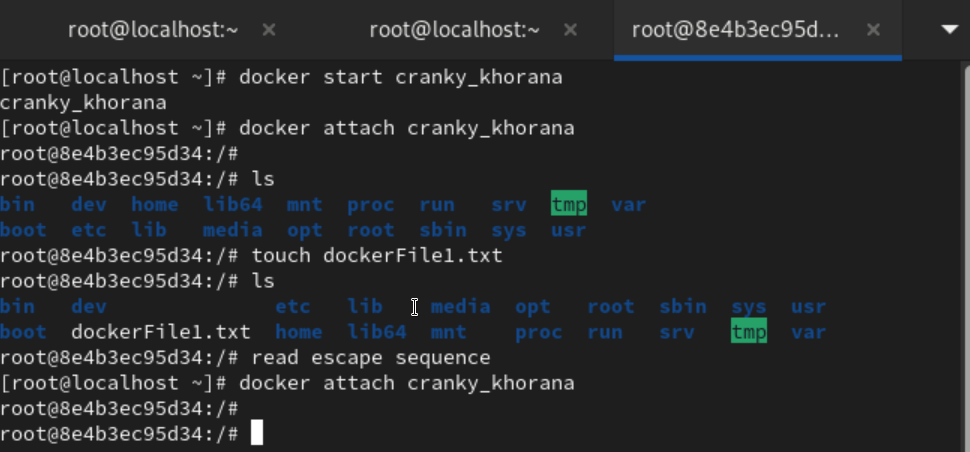 root@localhost:~ × root@localhost:~ × root@8e4b3ec95d... ×
[root@localhost ~]# docker start cranky_khorana
cranky_khorana
[root@localhost ~]# docker attach cranky_khorana
root@8e4b3ec95d34:/#
root@8e4b3ec95d34:/# ls
bin dev home lib64 mnt proc run srv tmp var
boot etc lib media opt root sbin sys usr
root@8e4b3ec95d34:/# touch dockerFile1.txt
root@8e4b3ec95d34:/# ls
bin dev etc lib media opt root sbin sys usr
boot dockerFile1.txt home lib64 mnt proc run srv tmp var
root@8e4b3ec95d34:/# read escape sequence
[root@localhost ~]# docker attach cranky_khorana
root@8e4b3ec95d34:/#
root@8e4b3ec95d34:/#